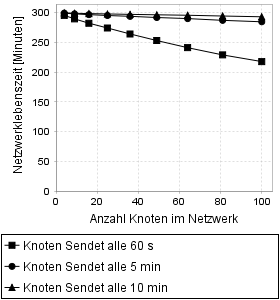 300
250
200
150
100
50
0
Netzwerklebenszeit [Minuten]
0 20 40 60 80 100
Anzahl Knoten im Netzwerk
Knoten Sendet alle 60 s
Knoten Sendet alle 5 min
Knoten Sendet alle 10 min